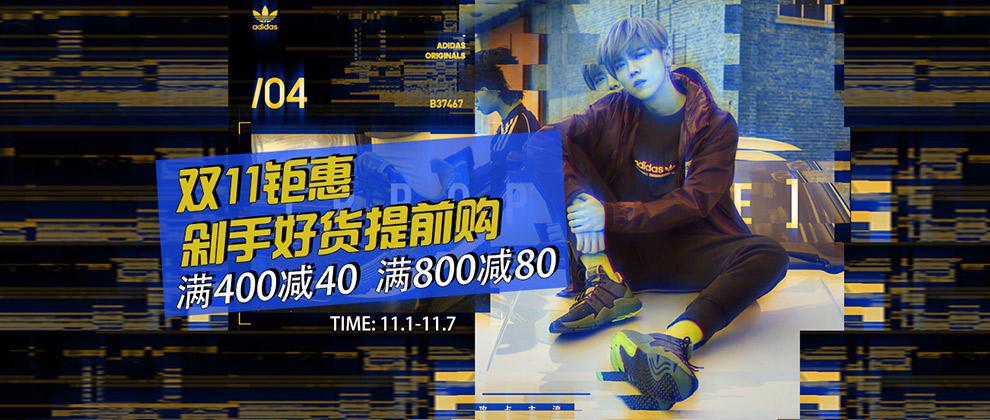 adidas
ADIDAS
ORIGINALS
/04
B37467
adidas
双11钜惠
剁手好货提前购
满400减40 满800减80
TIME: 11.1-11.7